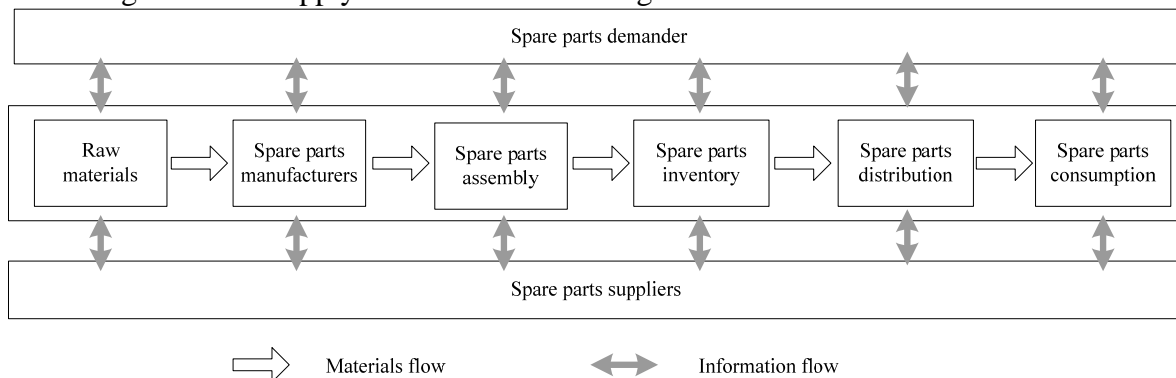 Spare parts demander
Raw
materials
Spare parts
manufacturers
Spare parts
assembly
Spare parts
inventory
Spare parts
distribution
Spare parts
consumption
Spare parts suppliers
Materials flow
Information flow